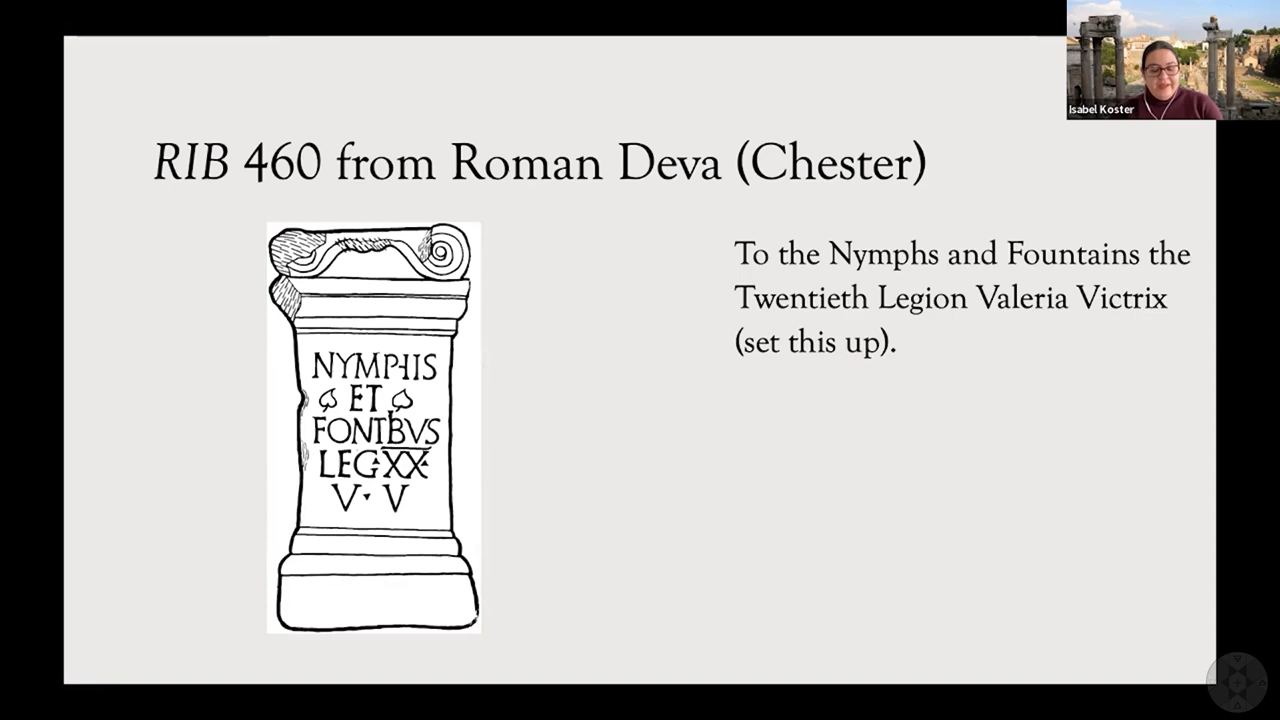 Isabel Koster
RIB 460 from Roman Deva (Chester)
NYMPHIS
ET
FONTIBVS
LEG·XX·
V·V
To the Nymphs and Fountains the
Twentieth Legion Valeria Victrix
(set this up).